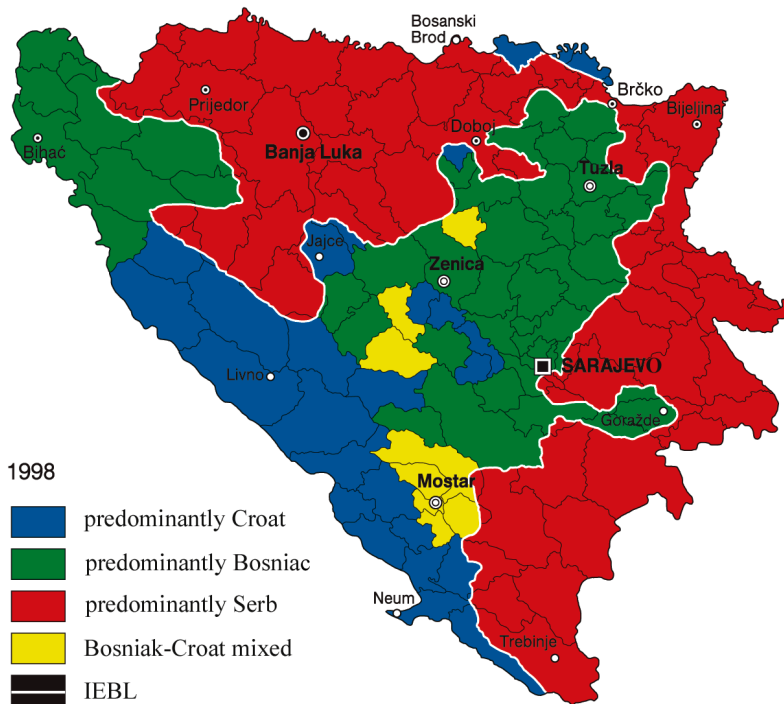 Bosanski
Brod
Brčko
Bijeljina
Prijedor
Doboj
Banja Luka
Bihać
Tuzla
Jajce
Zenica
SARAJEVO
Livno
Goražde
Mostar
Neum
Trebinje
1998
predominantly Croat
predominantly Bosniac
predominantly Serb
Bosniak-Croat mixed
IEBL